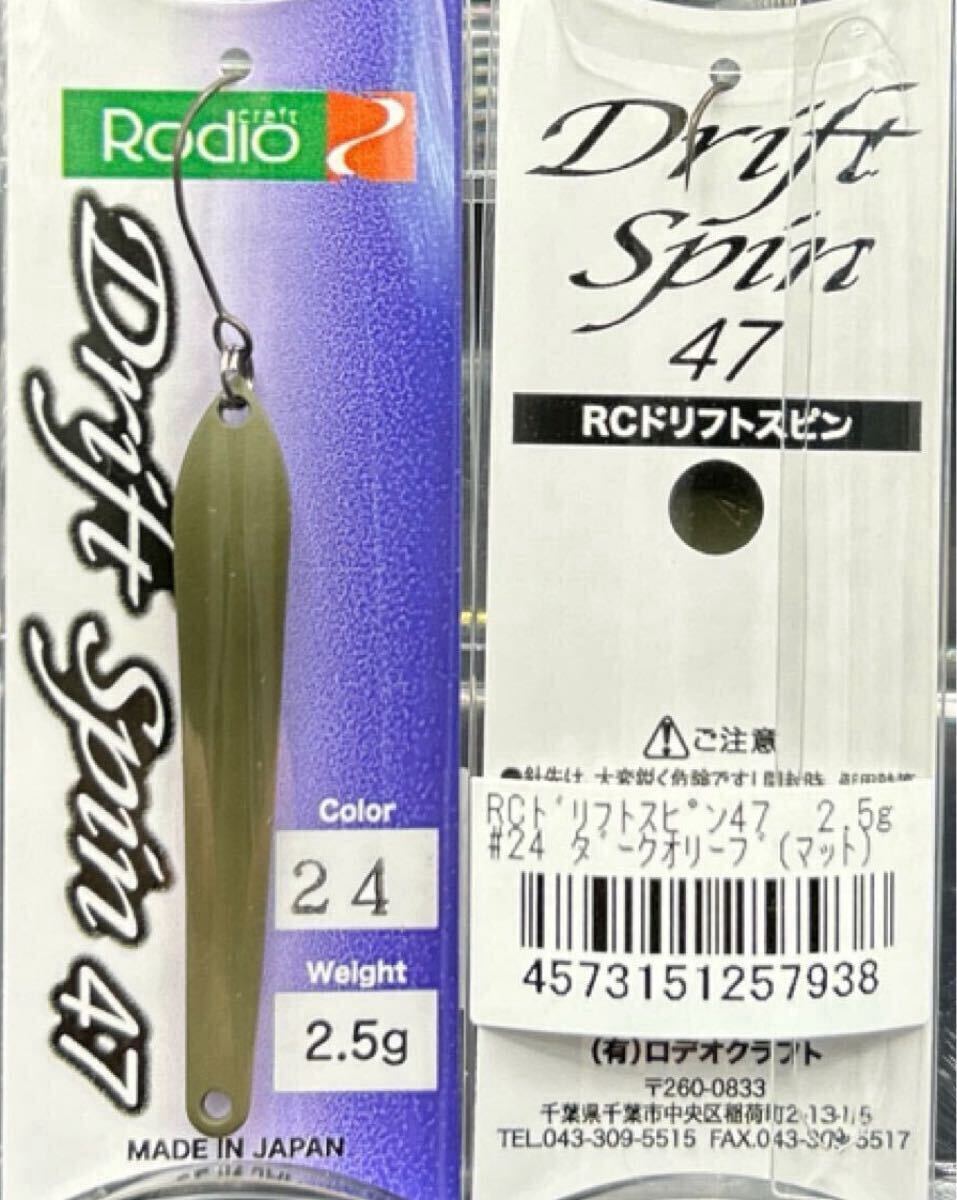 Rodio craft
Drift Spin 47
Color
24
Weight
2.5g
MADE IN JAPAN
Drift
Spin
47
RCドリフトスピン
ご注意
RCドリフトスピン47 2.5g
#24 ダークオリーブ(マット)
4573151257938
(有)ロデオクラフト
〒260-0833
千葉県千葉市中央区稲荷町2-13-1/5
TEL.043-309-5515 FAX.043-309-5517